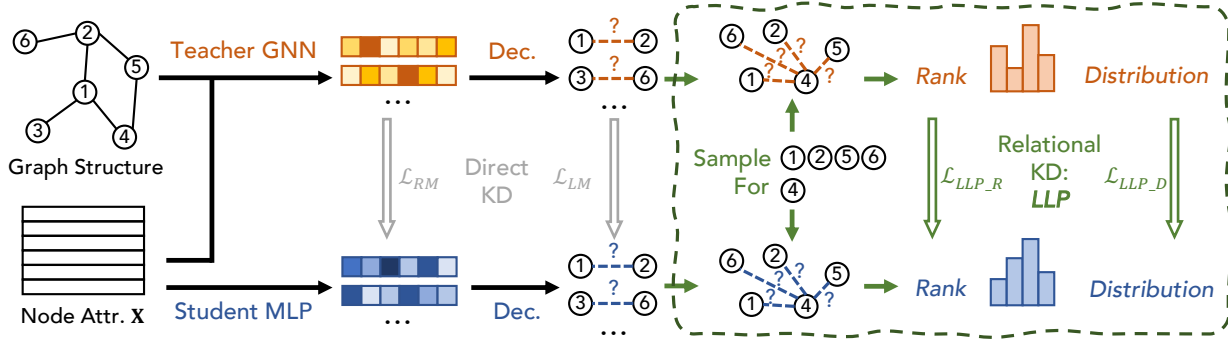 6 2 5 1 3 4
Graph Structure
Node Attr. X
Teacher GNN
Student MLP
...
...
Dec.
Dec.
1 ? 2
3 ? 6
...
1 ? 2
3 ? 6
...
ℒ_RM
Direct
KD
ℒ_LM
6 2 5 1 4 ? ? ? ?
Sample
For
1 2 5 6
4
6 2 5 1 4 ? ? ? ?
Rank
Distribution
ℒ_LLP_R
Relational
KD:
LLP
ℒ_LLP_D
Rank
Distribution